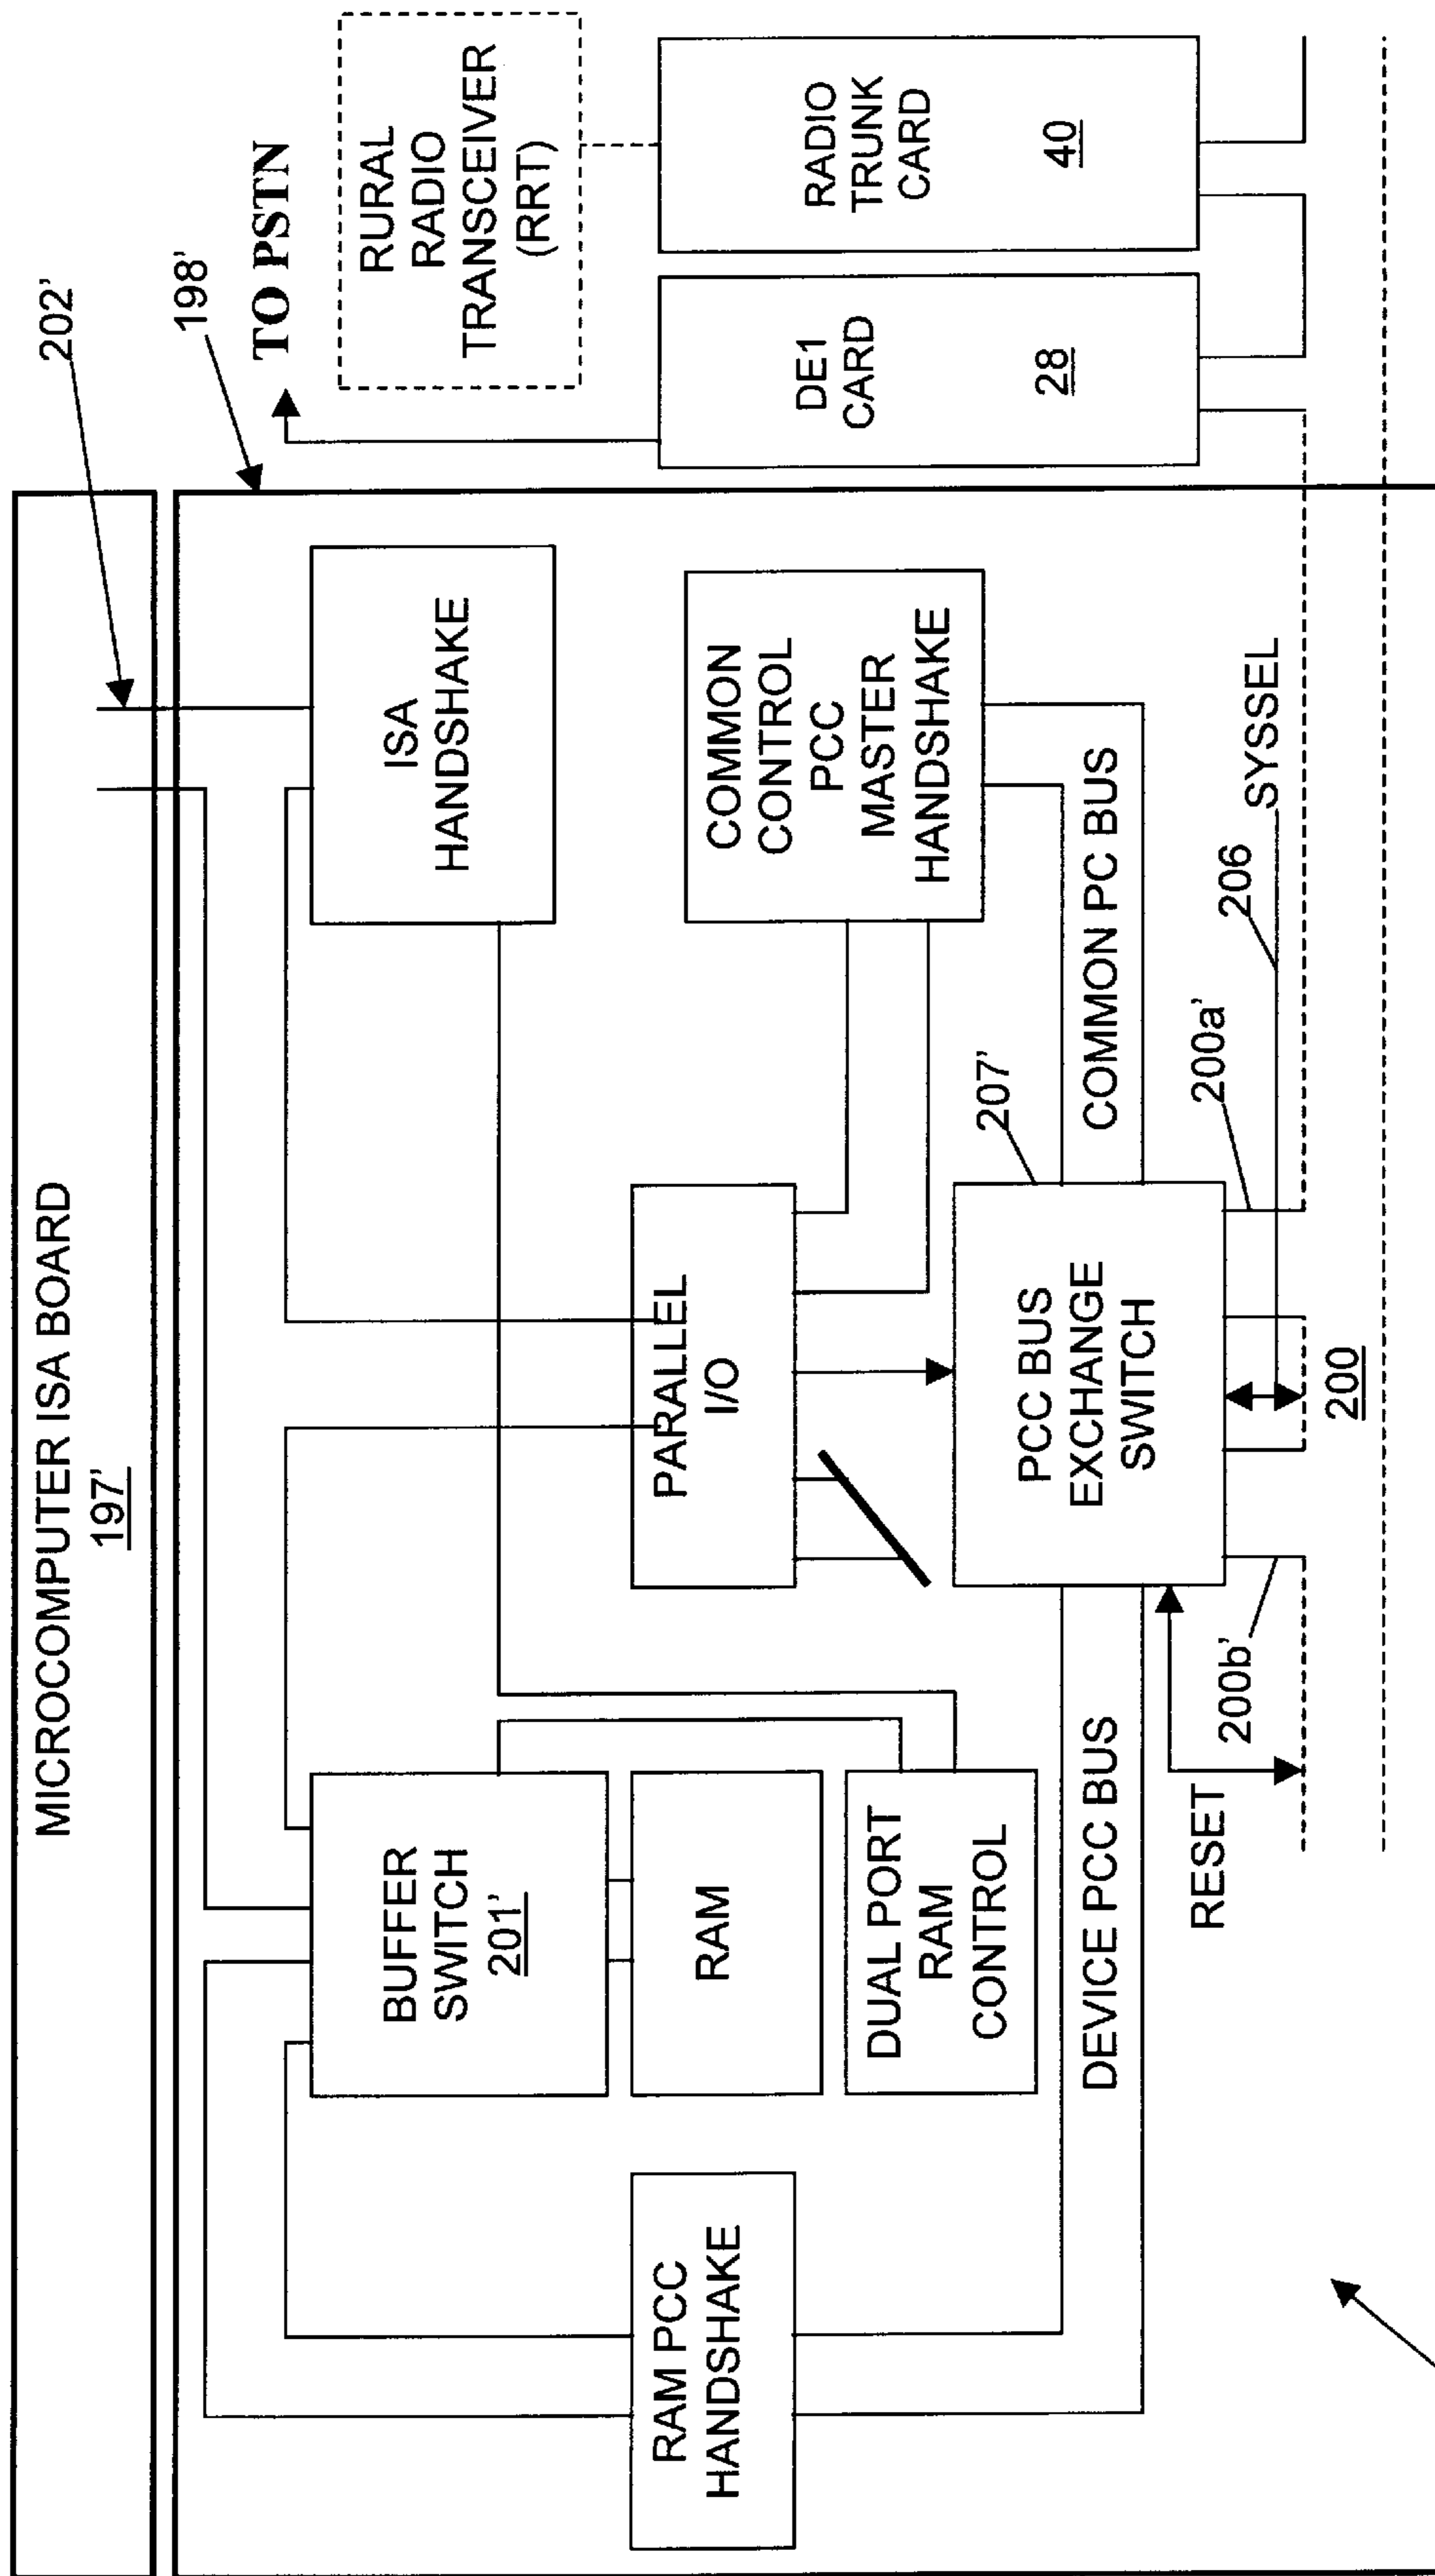 MICROCOMPUTER ISA BOARD
197'
202'
198'
TO PSTN
RURAL
RADIO
TRANSCEIVER
(RRT)
BUFFER
SWITCH
201'
ISA
HANDSHAKE
RAM PCC
HANDSHAKE
RAM
PARALLEL
I/O
COMMON
CONTROL
PCC
MASTER
HANDSHAKE
DE1
CARD
28
RADIO
TRUNK
CARD
40
DUAL PORT
RAM
CONTROL
207'
PCC BUS
EXCHANGE
SWITCH
DEVICE PCC BUS
COMMON PC BUS
RESET
200b'
200a'
206
SYSSEL
200